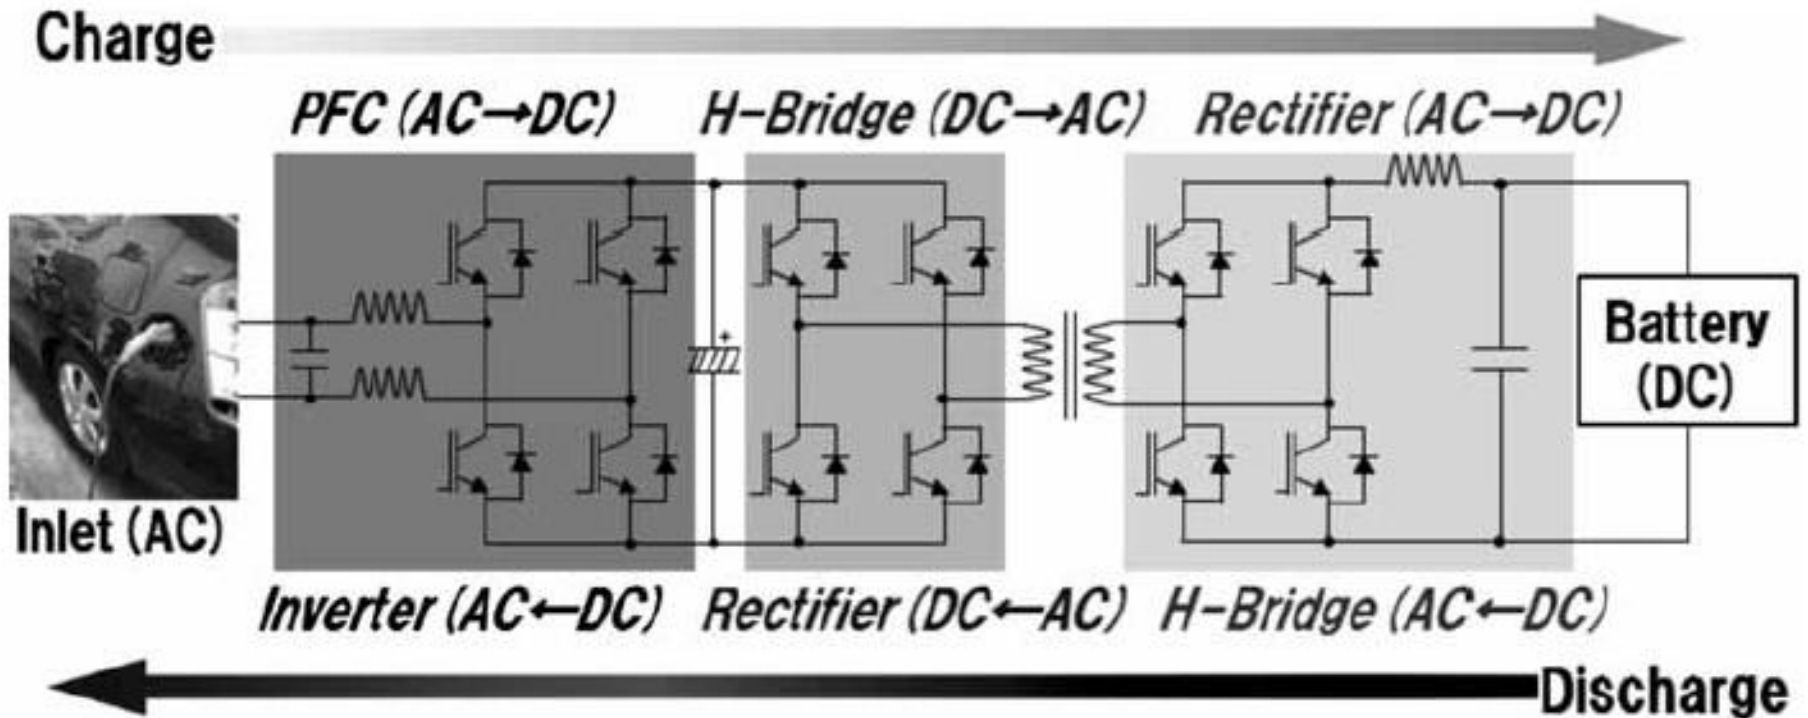 Charge
PFC (AC→DC)
H-Bridge (DC→AC)
Rectifier (AC→DC)
+
Inlet (AC)
Battery
(DC)
Inverter (AC←DC)
Rectifier (DC←AC)
H-Bridge (AC←DC)
Discharge